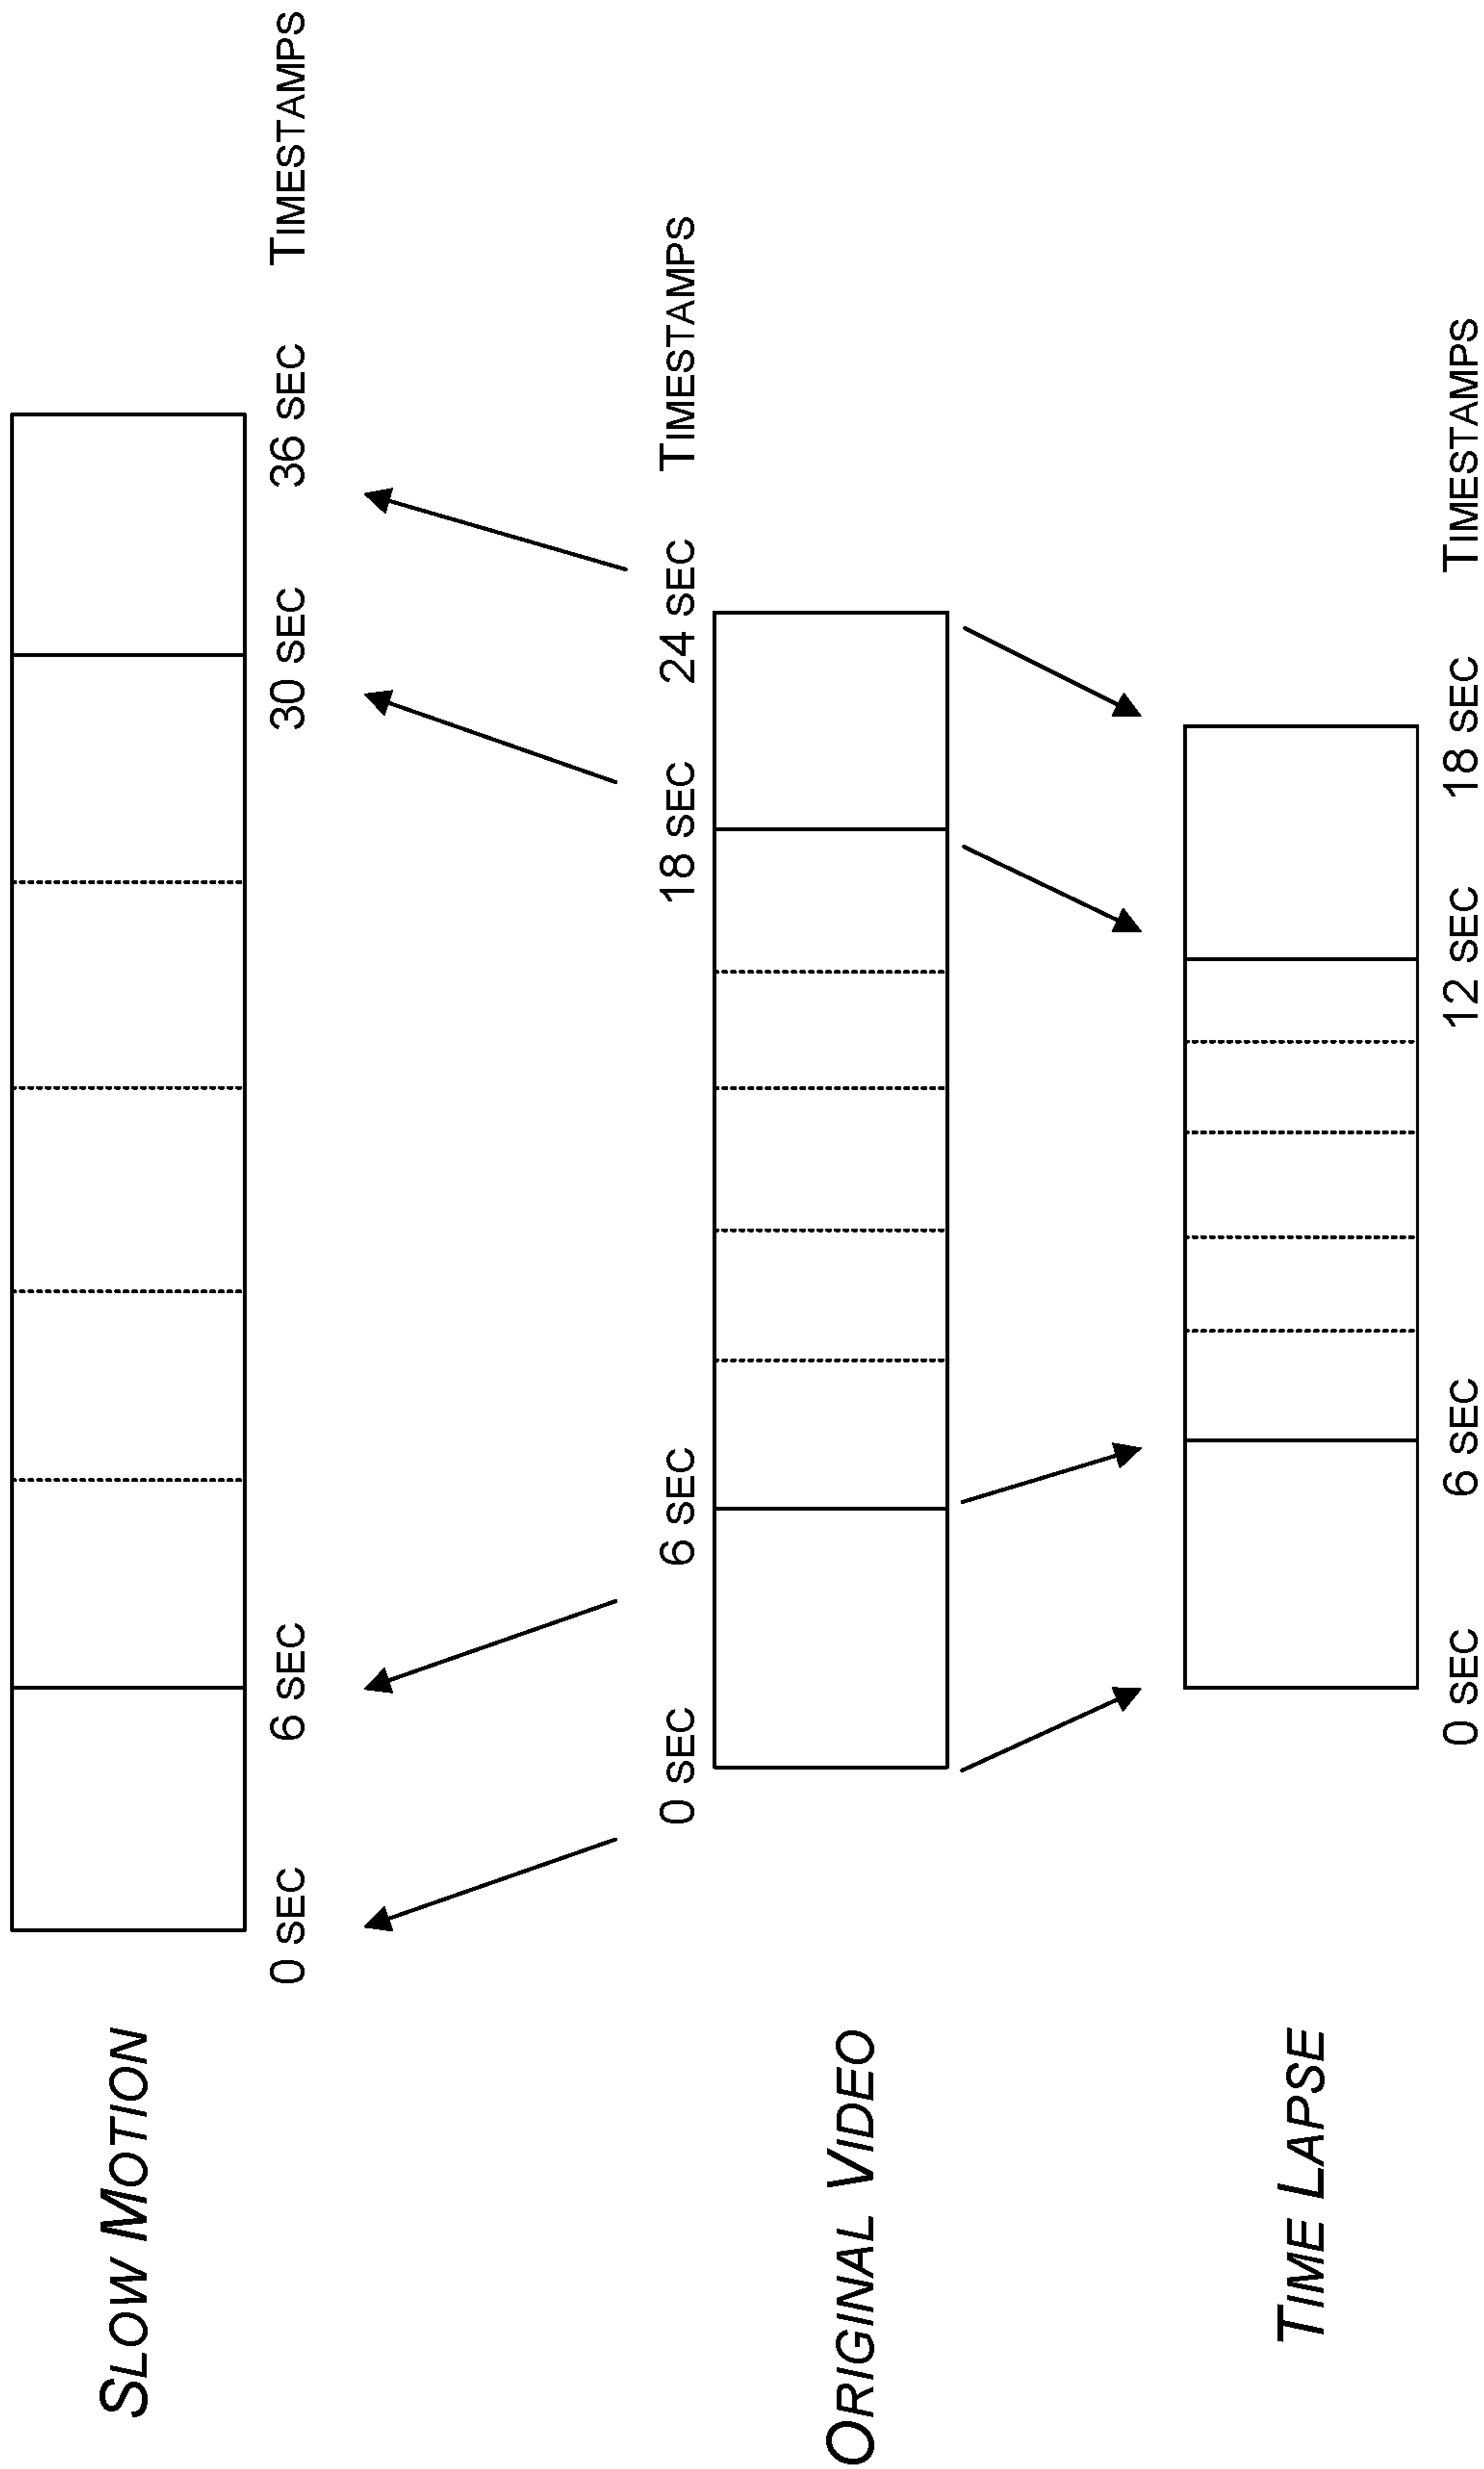 SLOW MOTION
0 SEC 6 SEC 30 SEC 36 SEC TIMESTAMPS
0 SEC 6 SEC 18 SEC 24 SEC TIMESTAMPS
ORIGINAL VIDEO
TIME LAPSE
0 SEC 6 SEC 12 SEC 18 SEC TIMESTAMPS